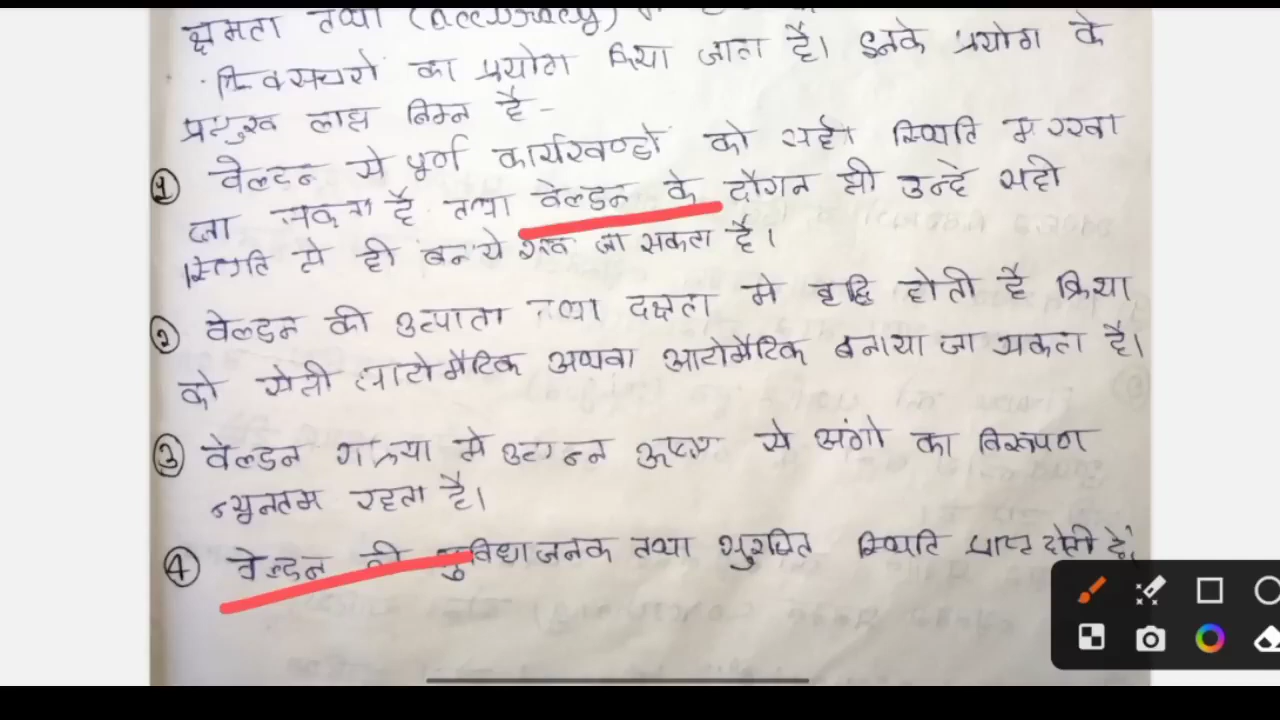 क्षमता तथा (Accuracy)
फिक्सचरो का प्रयोग किया जाता है। इनके प्रयोग के
प्रमुख लाभ निम्न है -
① वेल्डन से पूर्ण कार्यखण्डो को सही स्थिति म रखा
जा सकता है तथा वेल्डन के दौरान भी उन्हे सही
स्थिति से ही बनाये रखा जा सकता है।
② वेल्डन की उत्पादता तथा दक्षता मे वृद्धि होती है क्रिया
को सेमी आटोमैटिक अथवा आटोमैटिक बनाया जा सकता है।
③ वेल्डन प्रक्रिया मे उत्पन्न ऊष्मा से अंगो का विरूपण
न्यूनतम रहता है।
④ वेल्डन की सुविधाजनक तथा सुरक्षित स्थिति प्राप्त होती है।